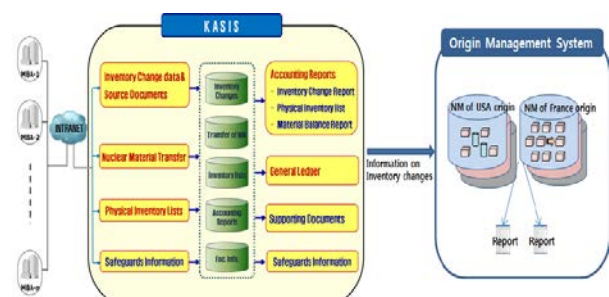 KASIS
MBA-1
MBA-2
MBA-n
INTRANET
Inventory Change data &
Source Documents
Nuclear Material Transfer
Physical Inventory Lists
Safeguards Information
Inventory
Changes
Transfer of NM
Inventory lists
Accounting
Reports
Fac. Info.
Accounting Reports
- Inventory Change Report
- Physical Inventory list
- Material Balance Report
General Ledger
Supporting Documents
Safeguards Information
Information on
Inventory changes
Origin Management System
NM of USA origin
NM of France origin
Report
Report